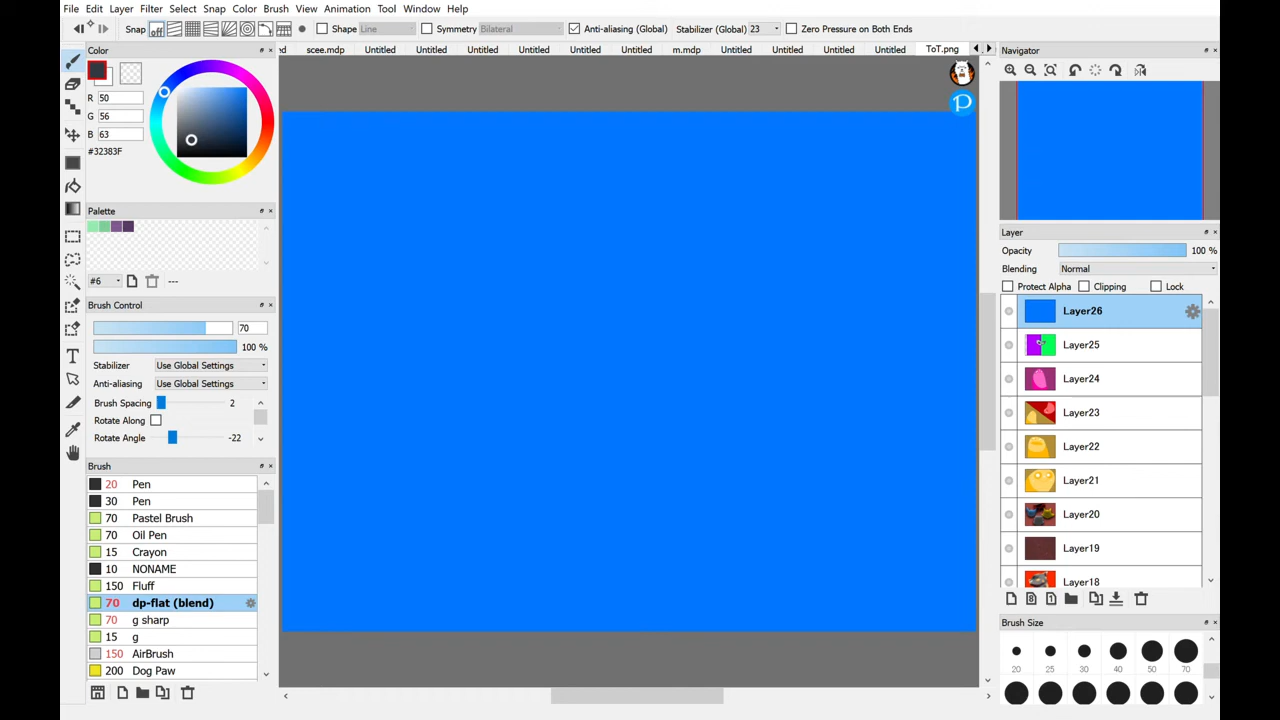 File Edit Layer Filter Select Snap Color Brush View Animation Tool Window Help
Snap off Shape Line Symmetry Bilateral Anti-aliasing (Global) Stabilizer (Global) 23 Zero Pressure on Both Ends
nd scee.mdp Untitled Untitled Untitled Untitled Untitled Untitled m.mdp Untitled Untitled Untitled Untitled ToT.png
Color
R 50
G 56
B 63
#32383F
Palette
#6 ---
Brush Control
70
100 %
Stabilizer Use Global Settings
Anti-aliasing Use Global Settings
Brush Spacing 2
Rotate Along
Rotate Angle -22
Brush
20 Pen
30 Pen
70 Pastel Brush
70 Oil Pen
15 Crayon
10 NONAME
150 Fluff
70 dp-flat (blend)
70 g sharp
15 g
150 AirBrush
200 Dog Paw
P
Navigator
Layer
Opacity 100 %
Blending Normal
Protect Alpha Clipping Lock
Layer26
Layer25
Layer24
Layer23
Layer22
Layer21
Layer20
Layer19
Layer18
8 1
Brush Size
20 25 30 40 50 70